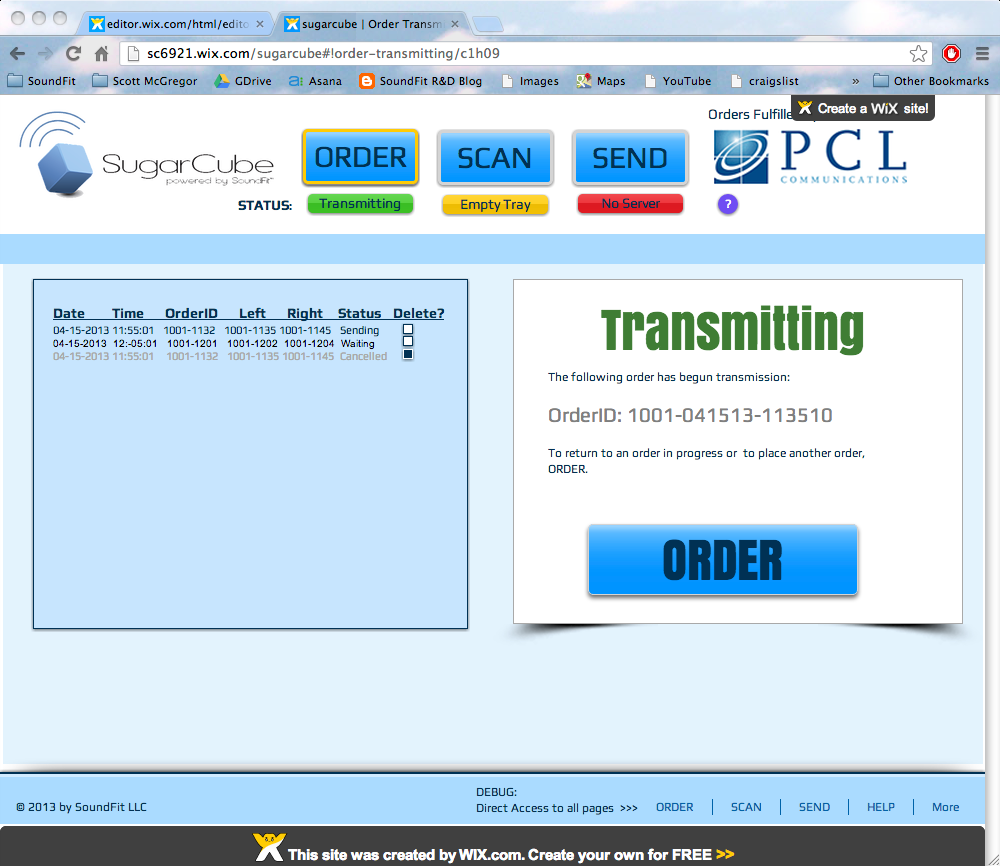 editor.wix.com/html/edito
sugarcube | Order Transm
sc6921.wix.com/sugarcube#!order-transmitting/c1h09
SoundFit Scott McGregor GDrive Asana SoundFit R&D Blog Images Maps YouTube craigslist » Other Bookmarks
Orders Fulfille
Create a WiX site!
SugarCube
powered by SoundFit
ORDER SCAN SEND
PCL
COMMUNICATIONS
STATUS: Transmitting Empty Tray No Server ?
Date Time OrderID Left Right Status Delete?
04-15-2013 11:55:01 1001-1132 1001-1135 1001-1145 Sending
04-15-2013 12:-05:01 1001-1201 1001-1202 1001-1204 Waiting
04-15-2013 11:55:01 1001-1132 1001-1135 1001-1145 Cancelled
Transmitting
The following order has begun transmission:
OrderID: 1001-041513-113510
To return to an order in progress or to place another order,
ORDER.
ORDER
DEBUG:
© 2013 by SoundFit LLC
Direct Access to all pages >>> ORDER SCAN SEND HELP More
This site was created by WIX.com. Create your own for FREE >>